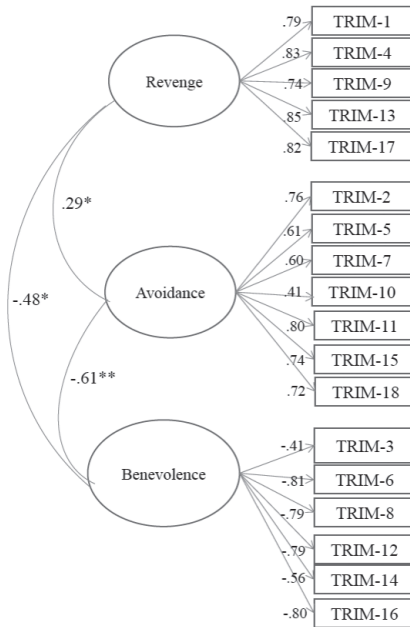 .79
TRIM-1
.83
TRIM-4
.74
TRIM-9
.85
TRIM-13
.82
TRIM-17
Revenge
.29*
-.48*
.76
TRIM-2
.61
TRIM-5
.60
TRIM-7
.41
TRIM-10
.80
TRIM-11
.74
TRIM-15
.72
TRIM-18
Avoidance
-.61**
-.41
TRIM-3
-.81
TRIM-6
-.79
TRIM-8
-.79
TRIM-12
-.56
TRIM-14
-.80
TRIM-16
Benevolence